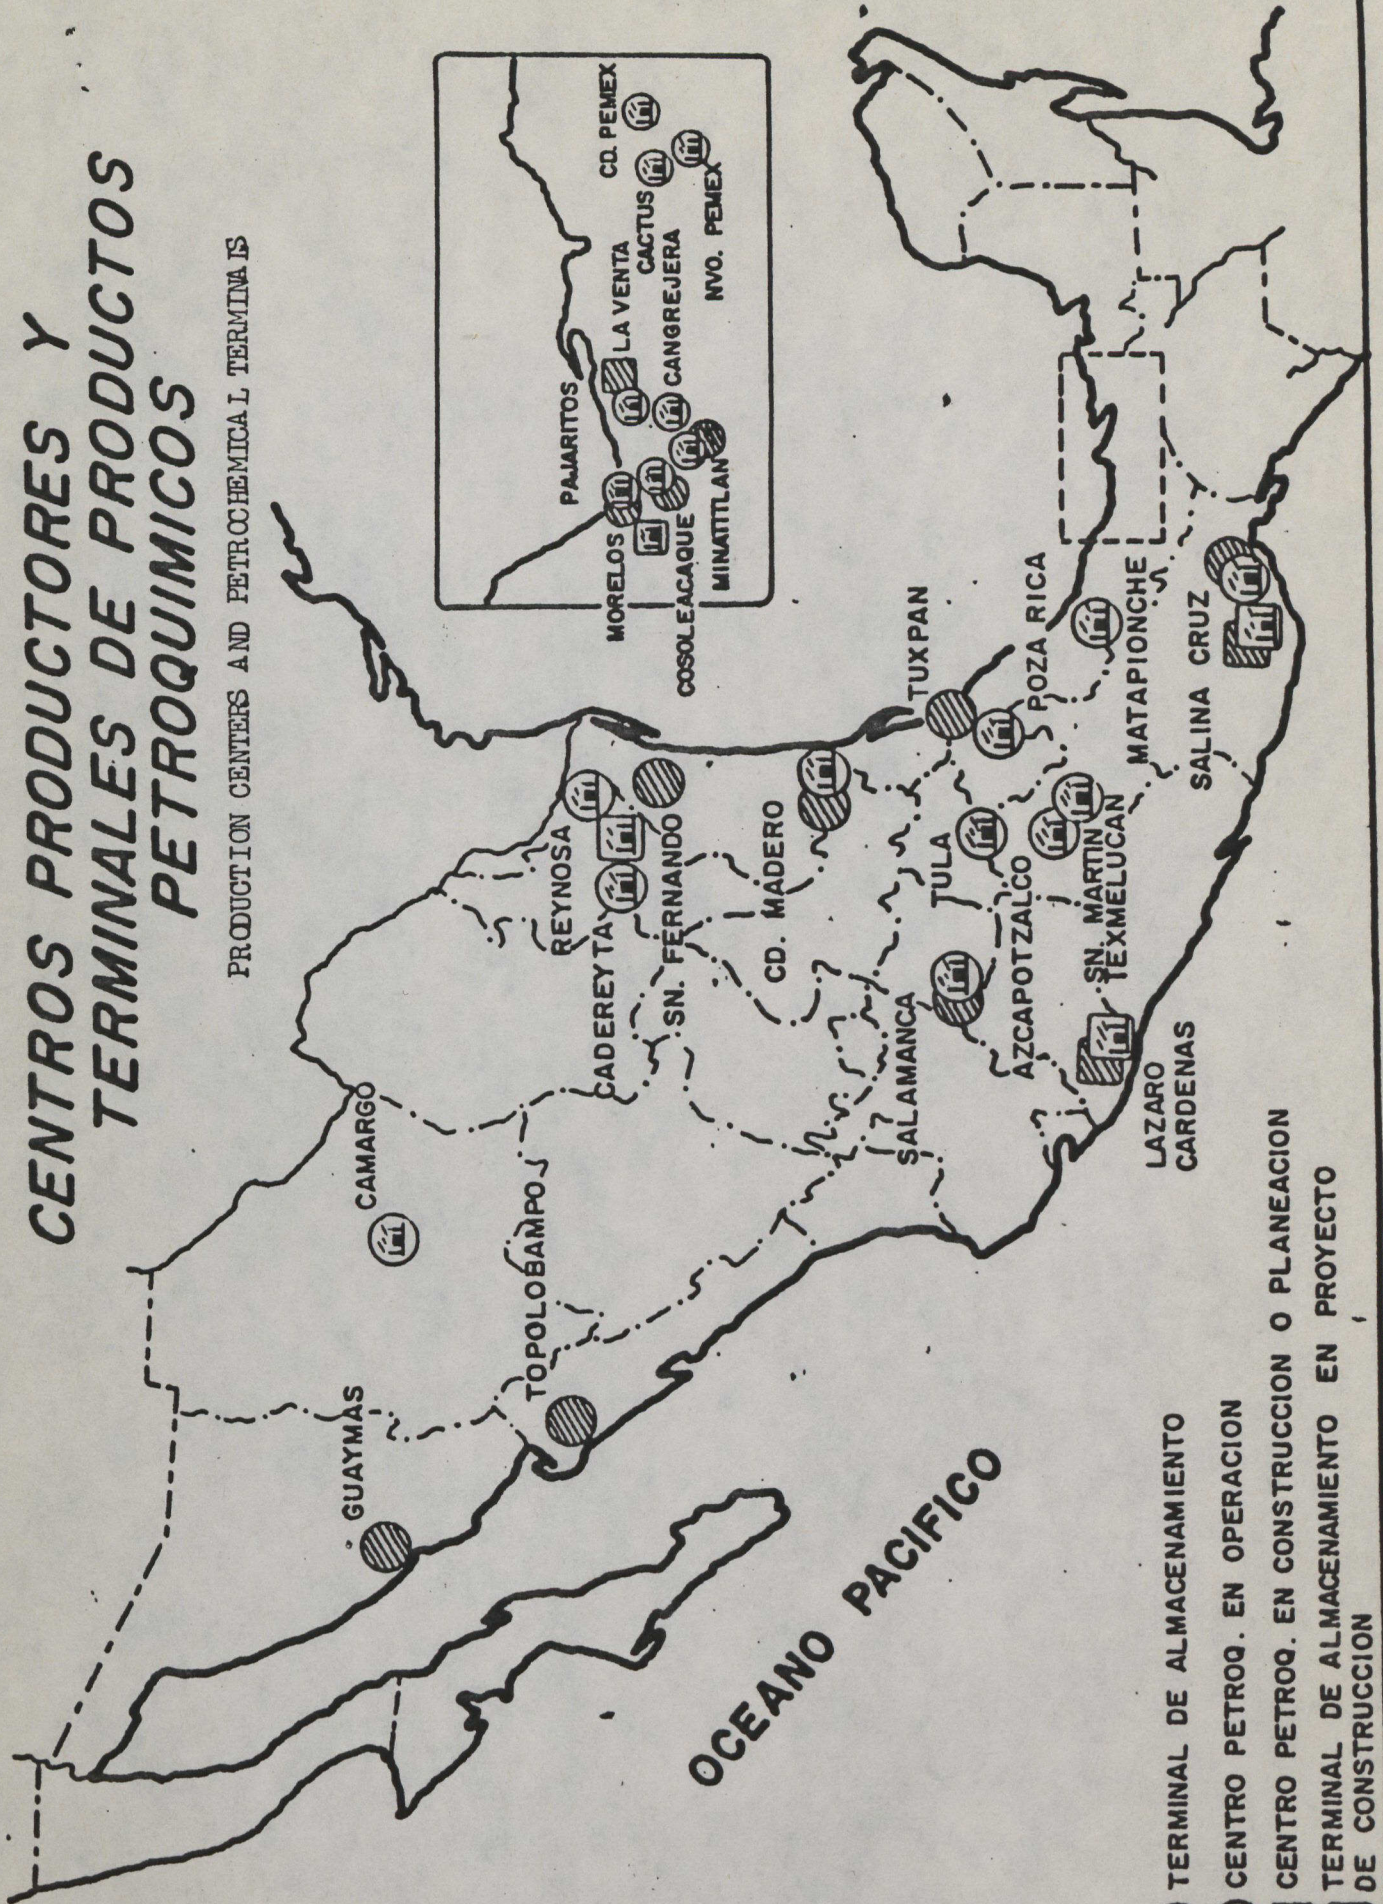 CENTROS PRODUCTORES Y
TERMINALES DE PRODUCTOS
PETROQUIMICOS
PRODUCTION CENTERS AND PETROCHEMICAL TERMINALS
GUAYMAS
CAMARGO
TOPOLOBAMPO
REYNOSA
CADEREYTA
SN. FERNANDO
CD. MADERO
TUXPAN
POZA RICA
TULA
SALAMANCA
AZCAPOTZALCO
SN. MARTIN
TEXMELUCAN
MATAPIONCHE
SALINA CRUZ
LAZARO
CARDENAS
PAJARITOS
MORELOS
COSOLEACAQUE
MINATITLAN
LA VENTA
CANGREJERA
CACTUS
CD. PEMEX
NVO. PEMEX
OCEANO PACIFICO
TERMINAL DE ALMACENAMIENTO
CENTRO PETROQ. EN OPERACION
CENTRO PETROQ. EN CONSTRUCCION O PLANEACION
TERMINAL DE ALMACENAMIENTO EN PROYECTO
DE CONSTRUCCION